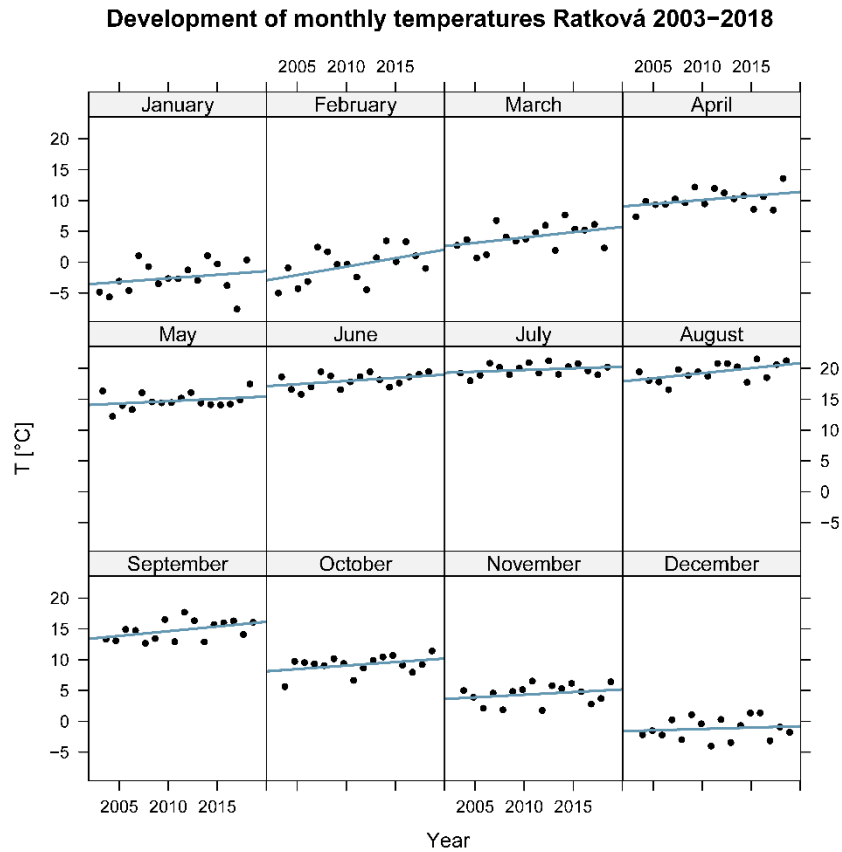 Development of monthly temperatures Ratková 2003−2018
2005 2010 2015 2005 2010 2015
January February March April
20
15
10
5
0
−5
May June July August
20
15
10
5
0
−5
September October November December
20
15
10
5
0
−5
2005 2010 2015 2005 2010 2015
T [°C]
Year